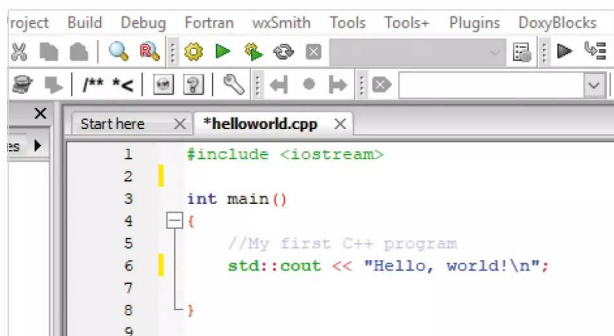 roject Build Debug Fortran wxSmith Tools Tools+ Plugins DoxyBlocks
/** *<
Start here *helloworld.cpp
es
1 #include <iostream>
2
3 int main()
4 {
5 //My first C++ program
6 std::cout << "Hello, world!\n";
7
8 }
9